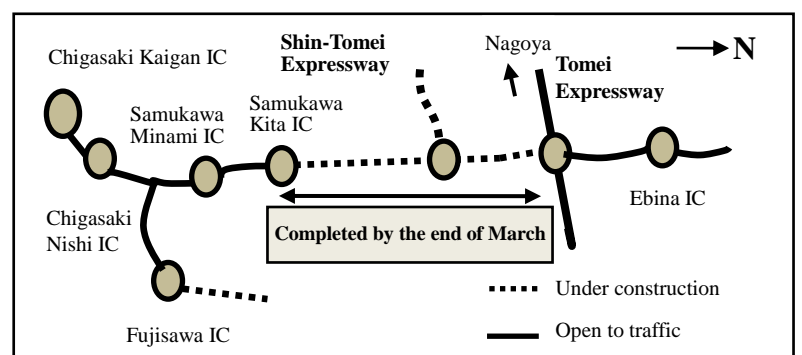 Chigasaki Kaigan IC
Shin-Tomei
Expressway
Nagoya
N
Tomei
Expressway
Samukawa
Minami IC
Samukawa
Kita IC
Ebina IC
Chigasaki
Nishi IC
Completed by the end of March
Fujisawa IC
Under construction
Open to traffic